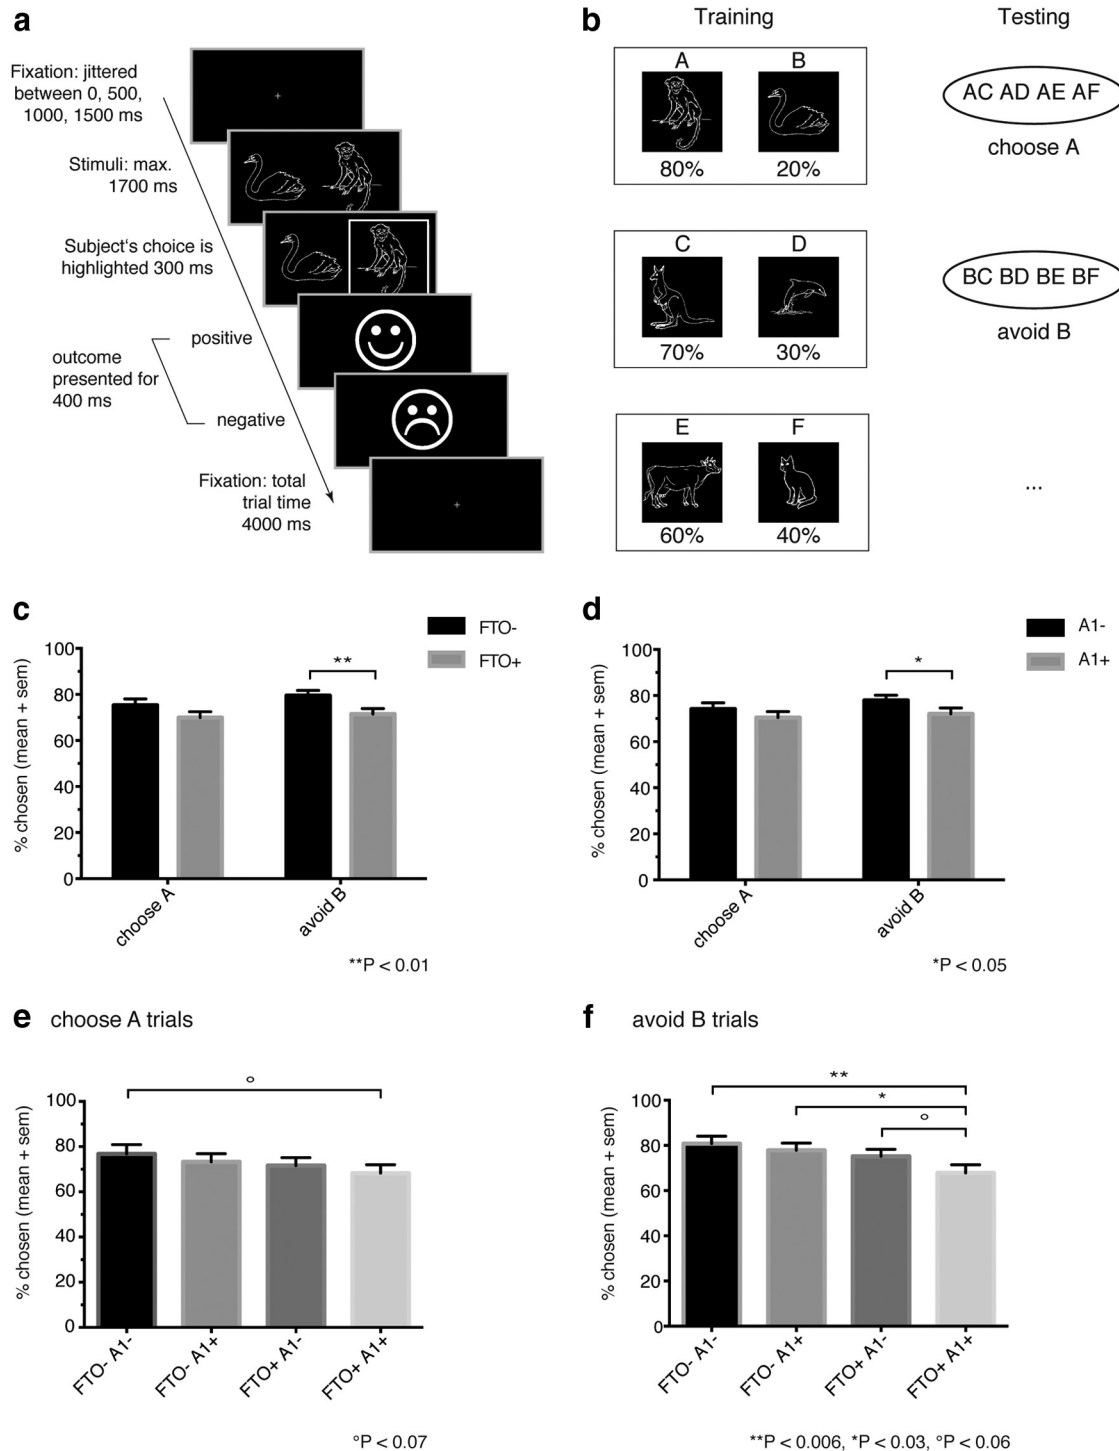 a
Fixation: jittered
between 0, 500,
1000, 1500 ms
Stimuli: max.
1700 ms
Subject's choice is
highlighted 300 ms
positive
outcome
presented for
400 ms
negative
Fixation: total
trial time
4000 ms
b
Training
Testing
A B
80% 20%
AC AD AE AF
choose A
C D
70% 30%
BC BD BE BF
avoid B
E F
60% 40%
...
c
FTO-
FTO+
% chosen (mean + sem)
100
80
60
40
20
0
**
choose A
avoid B
**P < 0.01
d
A1-
A1+
% chosen (mean + sem)
100
80
60
40
20
0
*
choose A
avoid B
*P < 0.05
e choose A trials
% chosen (mean + sem)
100
80
60
40
20
0
°
FTO- A1-
FTO- A1+
FTO+ A1-
FTO+ A1+
°P < 0.07
f avoid B trials
% chosen (mean + sem)
100
80
60
40
20
0
**
*
°
FTO- A1-
FTO- A1+
FTO+ A1-
FTO+ A1+
**P < 0.006, *P < 0.03, °P < 0.06